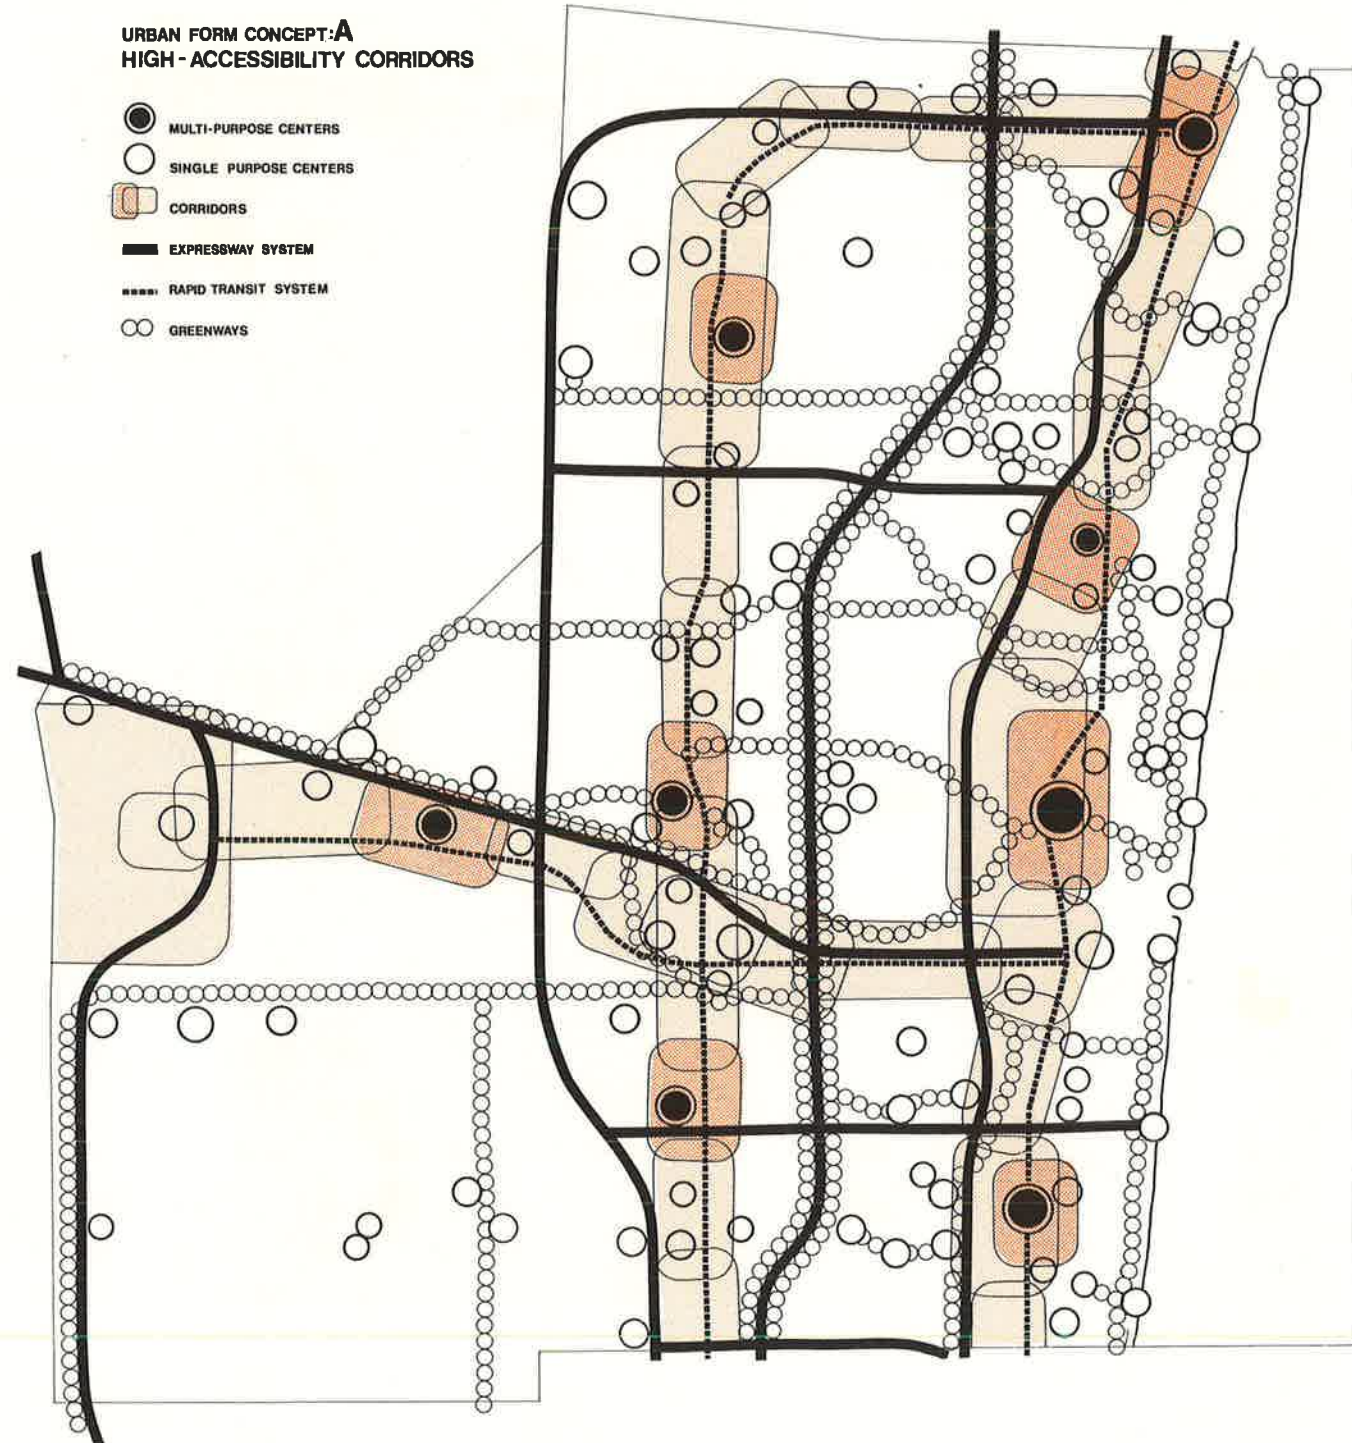 URBAN FORM CONCEPT:A
HIGH-ACCESSIBILITY CORRIDORS
MULTI-PURPOSE CENTERS
SINGLE PURPOSE CENTERS
CORRIDORS
EXPRESSWAY SYSTEM
RAPID TRANSIT SYSTEM
GREENWAYS